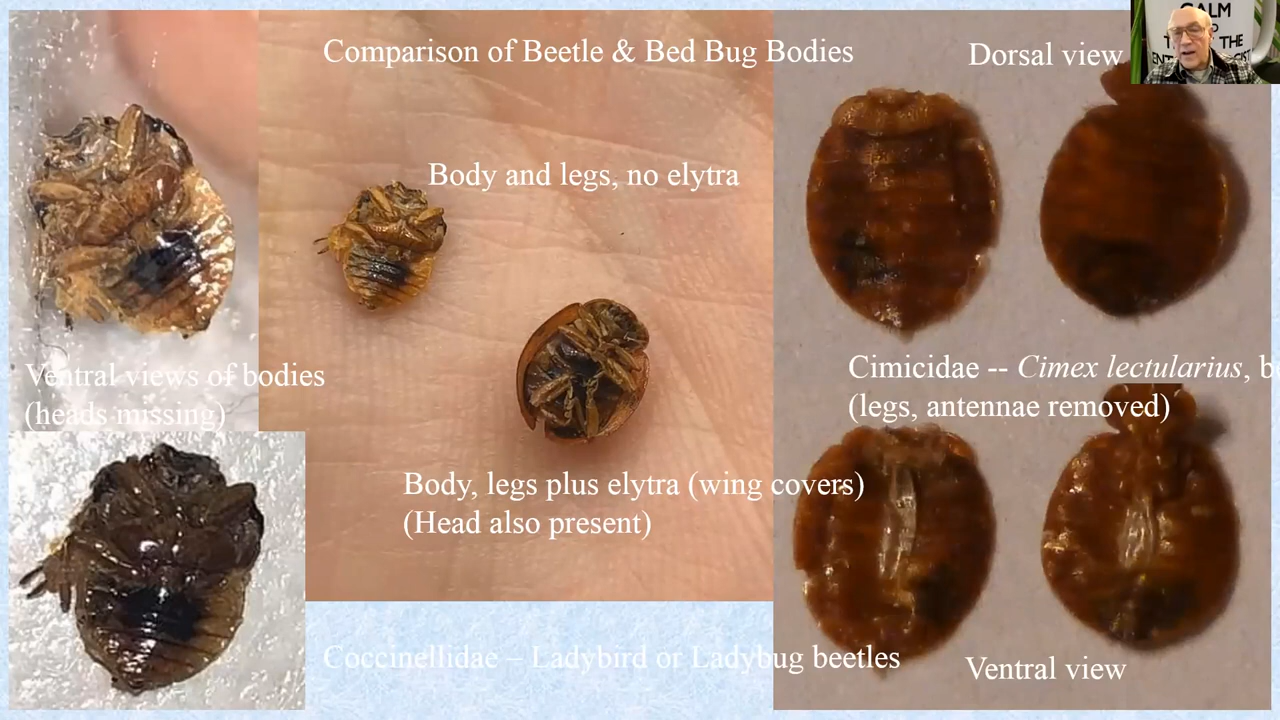 Comparison of Beetle & Bed Bug Bodies
Dorsal view
CALM
THE
Body and legs, no elytra
Ventral views of bodies
(heads missing)
Cimicidae -- Cimex lectularius,
(legs, antennae removed)
Body, legs plus elytra (wing covers)
(Head also present)
Coccinellidae – Ladybird or Ladybug beetles
Ventral view